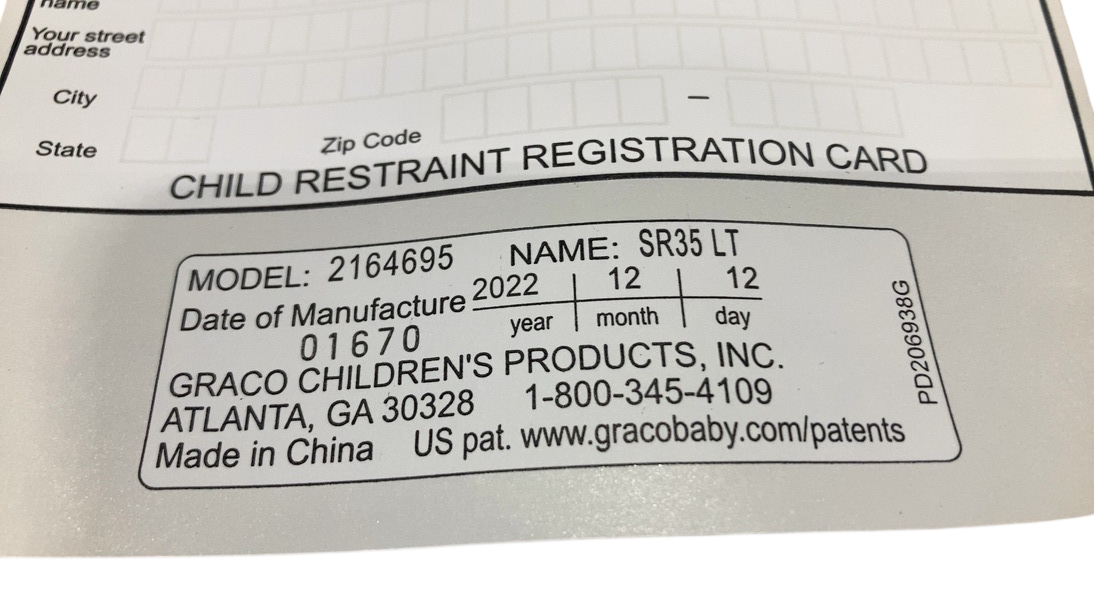 name
Your street
address
City
–
State
Zip Code
CHILD RESTRAINT REGISTRATION CARD
MODEL: 2164695 NAME: SR35 LT
Date of Manufacture 2022 12 12
01670 year month day
GRACO CHILDREN'S PRODUCTS, INC.
ATLANTA, GA 30328 1-800-345-4109
Made in China US pat. www.gracobaby.com/patents
PD206938G